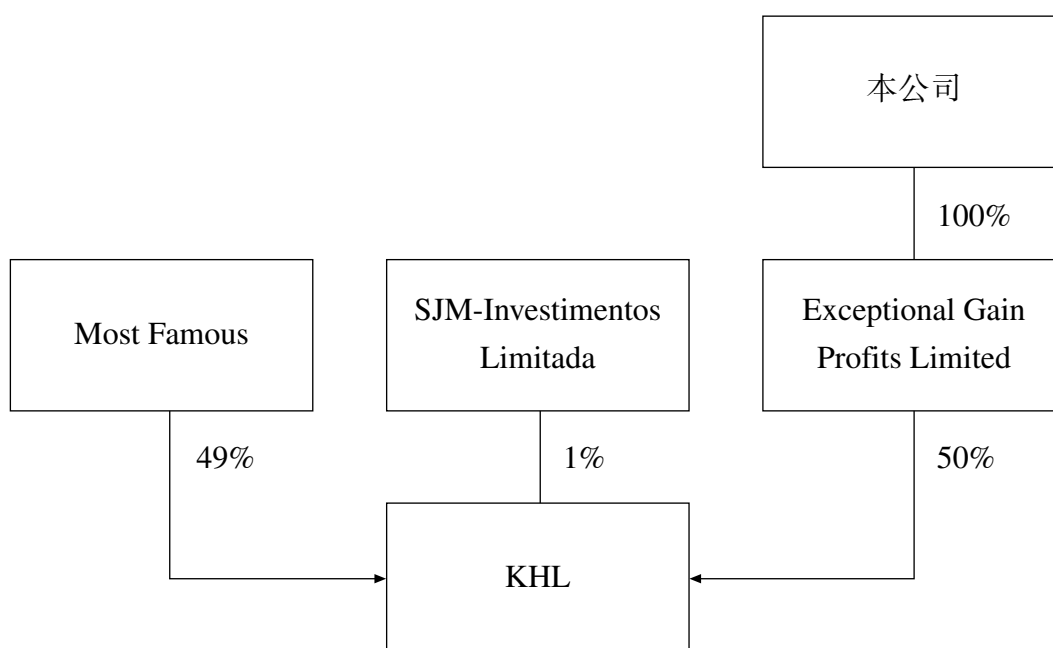 本公司
100%
Most Famous
SJM-Investimentos
Limitada
Exceptional Gain
Profits Limited
49%
1%
50%
KHL